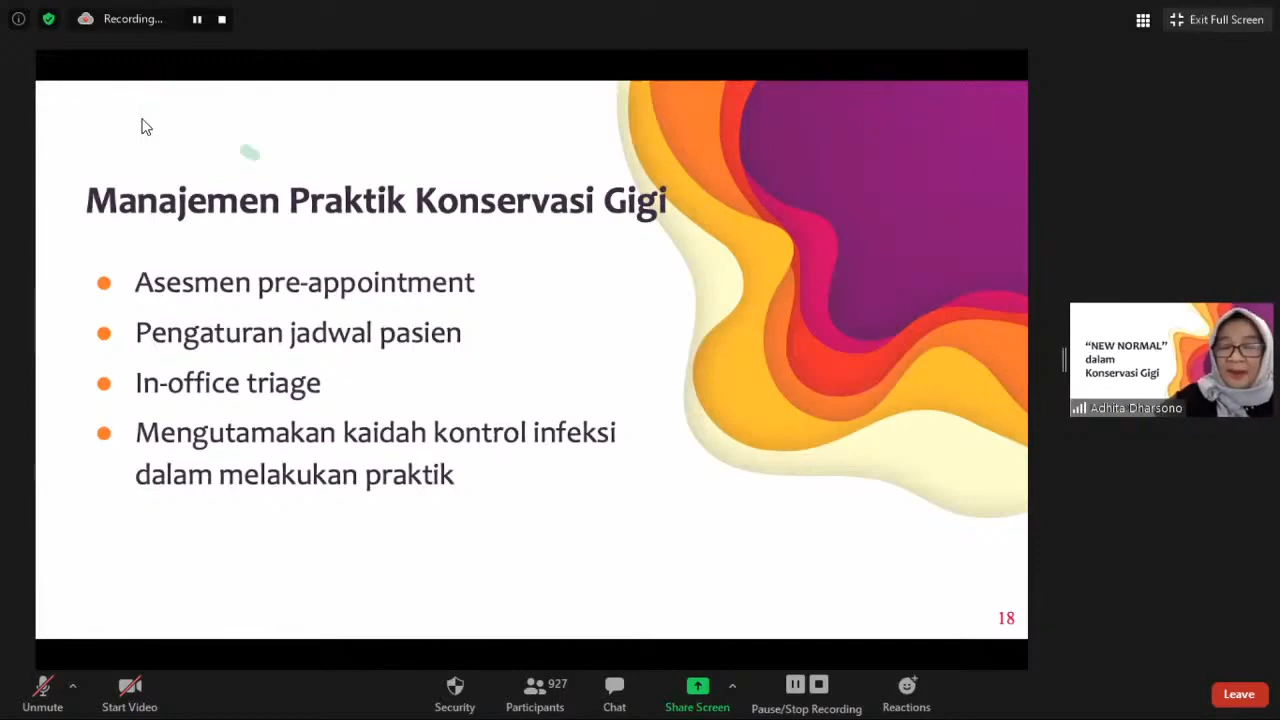 Recording...
Exit Full Screen
Manajemen Praktik Konservasi Gigi
Asesmen pre-appointment
Pengaturan jadwal pasien
In-office triage
Mengutamakan kaidah kontrol infeksi
dalam melakukan praktik
18
“NEW NORMAL”
dalam
Konservasi Gigi
Adhita Dharsono
Unmute
Start Video
Security
Participants
927
Chat
Share Screen
Pause/Stop Recording
Reactions
Leave